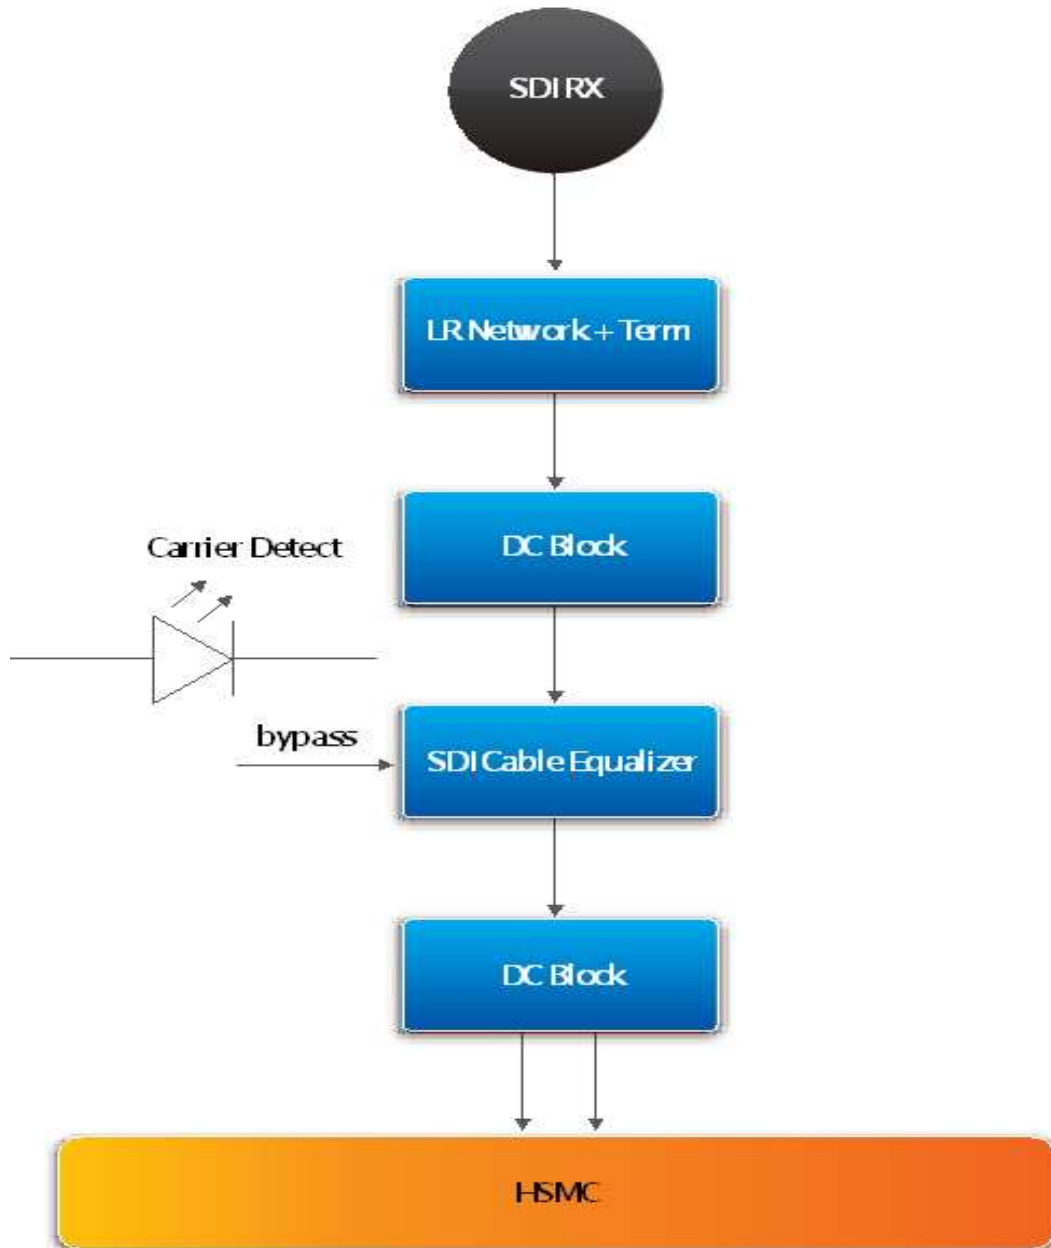 SDI RX
LR Network + Term
DC Block
Carrier Detect
bypass
SDI Cable Equalizer
DC Block
HSMC